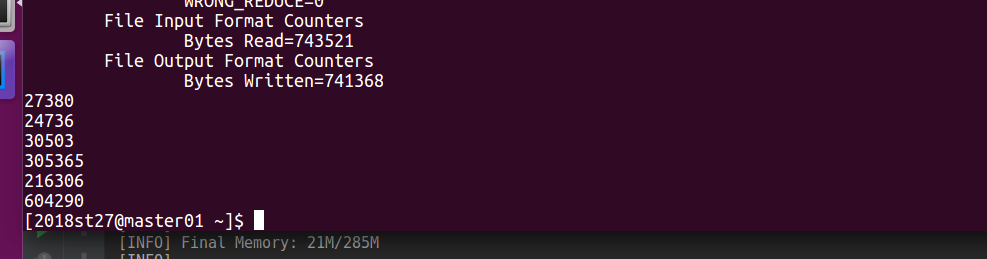 WRONG_REDUCE=0
File Input Format Counters
Bytes Read=743521
File Output Format Counters
Bytes Written=741368
27380
24736
30503
305365
216306
604290
[2018st27@master01 ~]$
[INFO] Final Memory: 21M/285M
[INFO]